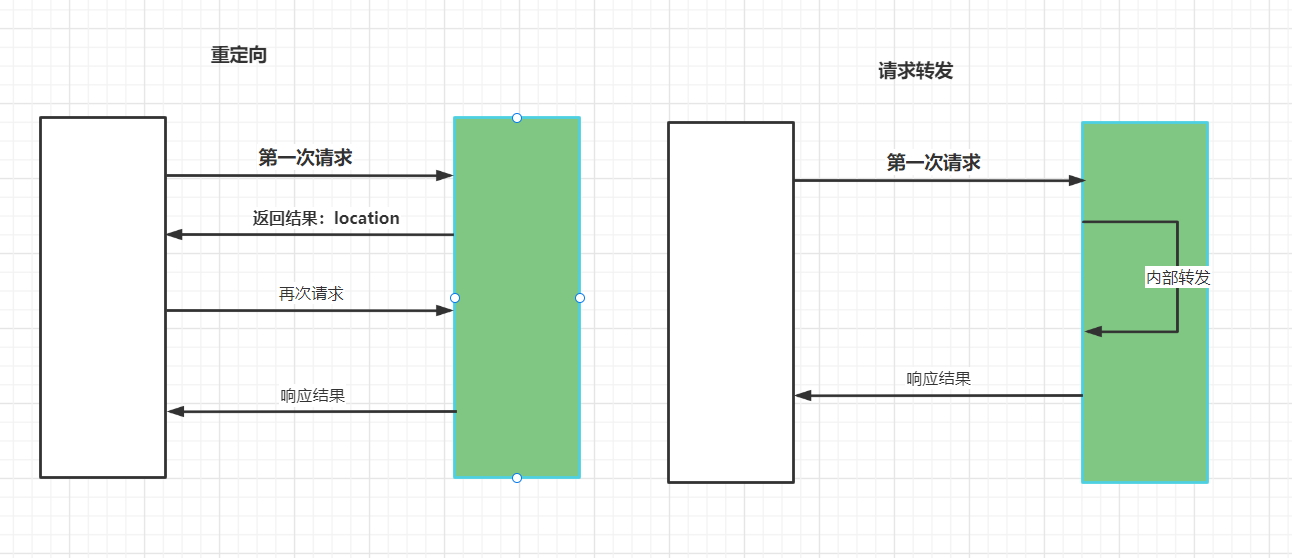 重定向
第一次请求
返回结果：location
再次请求
响应结果
请求转发
第一次请求
内部转发
响应结果